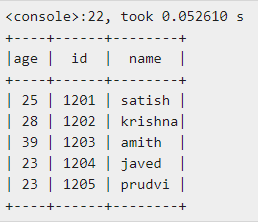 <console>:22, took 0.052610 s
+----+------+--------+
|age |  id  |  name  |
+----+------+--------+
| 25 | 1201 | satish |
| 28 | 1202 | krishna|
| 39 | 1203 | amith  |
| 23 | 1204 | javed  |
| 23 | 1205 | prudvi |
+----+------+--------+